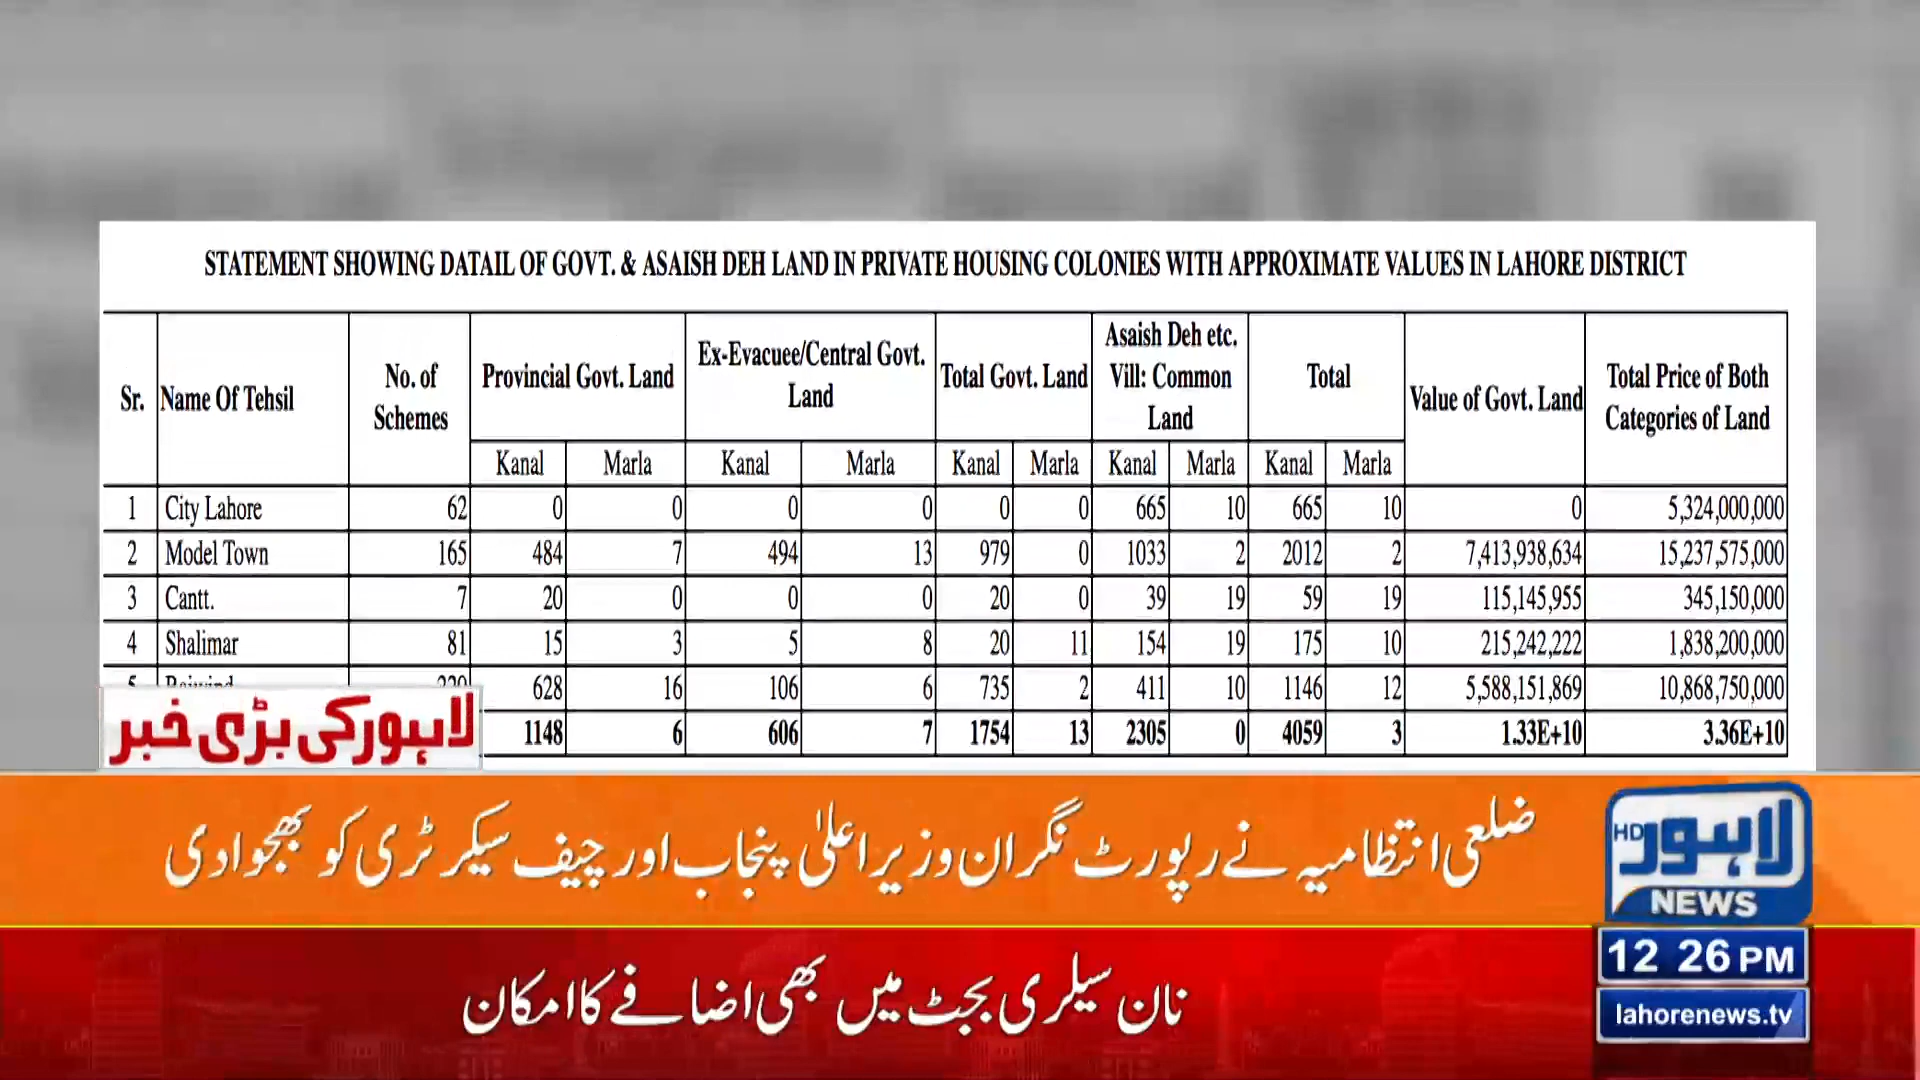 STATEMENT SHOWING DATAIL OF GOVT. & ASAISH DEH LAND IN PRIVATE HOUSING COLONIES WITH APPROXIMATE VALUES IN LAHORE DISTRICT
Sr. Name Of Tehsil No. of Schemes Provincial Govt. Land Ex-Evacuee/Central Govt. Land Total Govt. Land Asaish Deh etc. Vill: Common Land Total Value of Govt. Land Total Price of Both Categories of Land
Kanal Marla Kanal Marla Kanal Marla Kanal Marla Kanal Marla
1 City Lahore 62 0 0 0 0 0 0 665 10 665 10 0 5,324,000,000
2 Model Town 165 484 7 494 13 979 0 1033 2 2012 2 7,413,938,634 15,237,575,000
3 Cantt. 7 20 0 0 0 20 0 39 19 59 19 115,145,955 345,150,000
4 Shalimar 81 15 3 5 8 20 11 154 19 175 10 215,242,222 1,838,200,000
628 16 106 6 735 2 411 10 1146 12 5,588,151,869 10,868,750,000
1148 6 606 7 1754 13 2305 0 4059 3 1.33E+10 3.36E+10
لاہور کی بڑی خبر
ضلعی انتظامیہ نے رپورٹ نگران وزیراعلیٰ پنجاب اور چیف سیکرٹری کو بھجوا دی
HD لاہور
NEWS
نان سیلری بجٹ میں بھی اضافے کا امکان
12 26 PM
lahorenews.tv